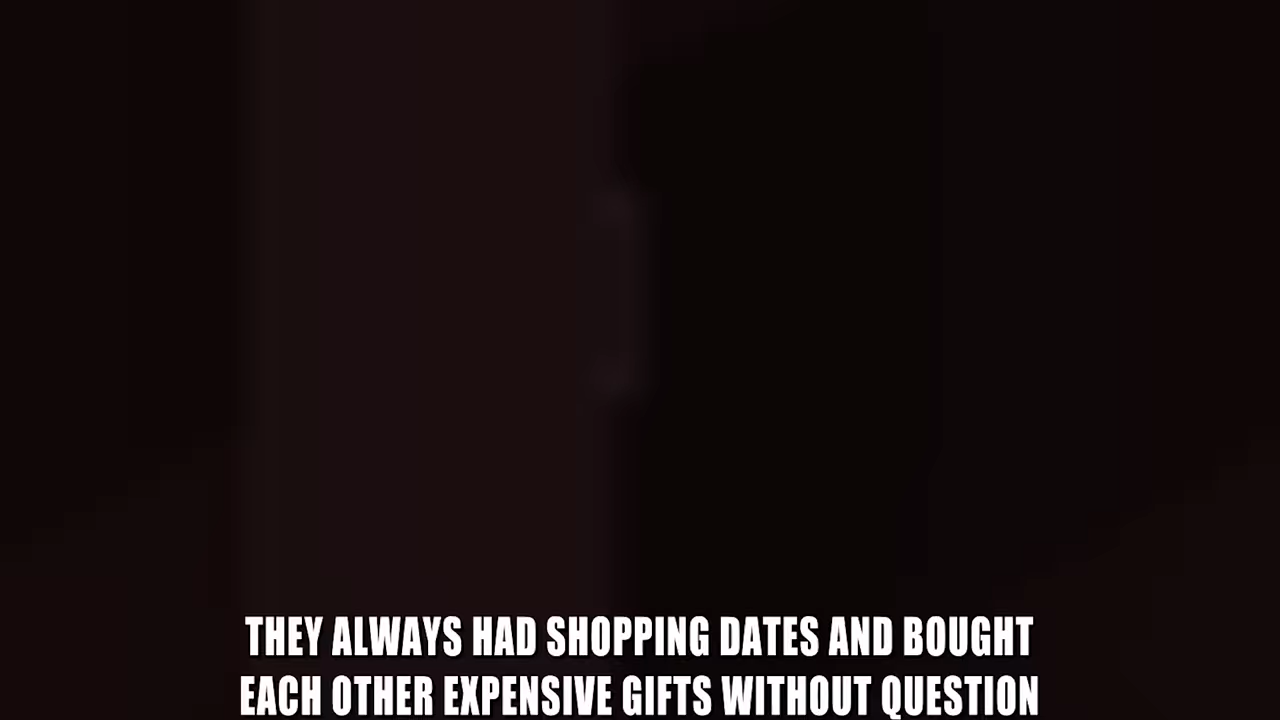 THEY ALWAYS HAD SHOPPING DATES AND BOUGHT
EACH OTHER EXPENSIVE GIFTS WITHOUT QUESTION